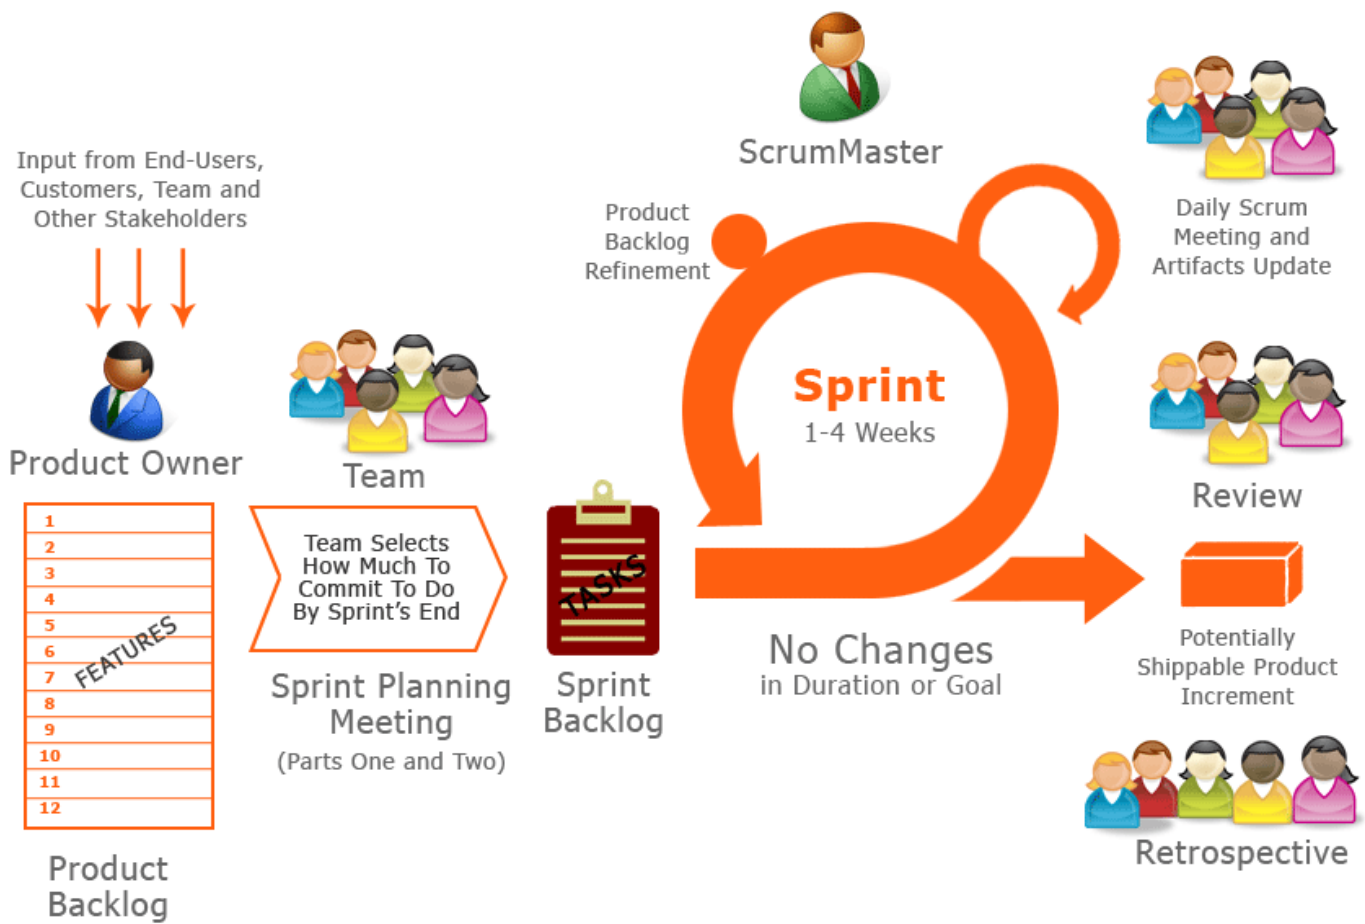 ScrumMaster
Input from End-Users,
Customers, Team and
Other Stakeholders
Product
Backlog
Refinement
Daily Scrum
Meeting and
Artifacts Update
Product Owner
Team
Sprint
1-4 Weeks
Review
1
2
3
4
5
6
7
8
9
10
11
12
FEATURES
Team Selects
How Much To
Commit To Do
By Sprint's End
TASKS
Sprint Planning
Meeting
(Parts One and Two)
Sprint
Backlog
No Changes
in Duration or Goal
Potentially
Shippable Product
Increment
Retrospective
Product
Backlog